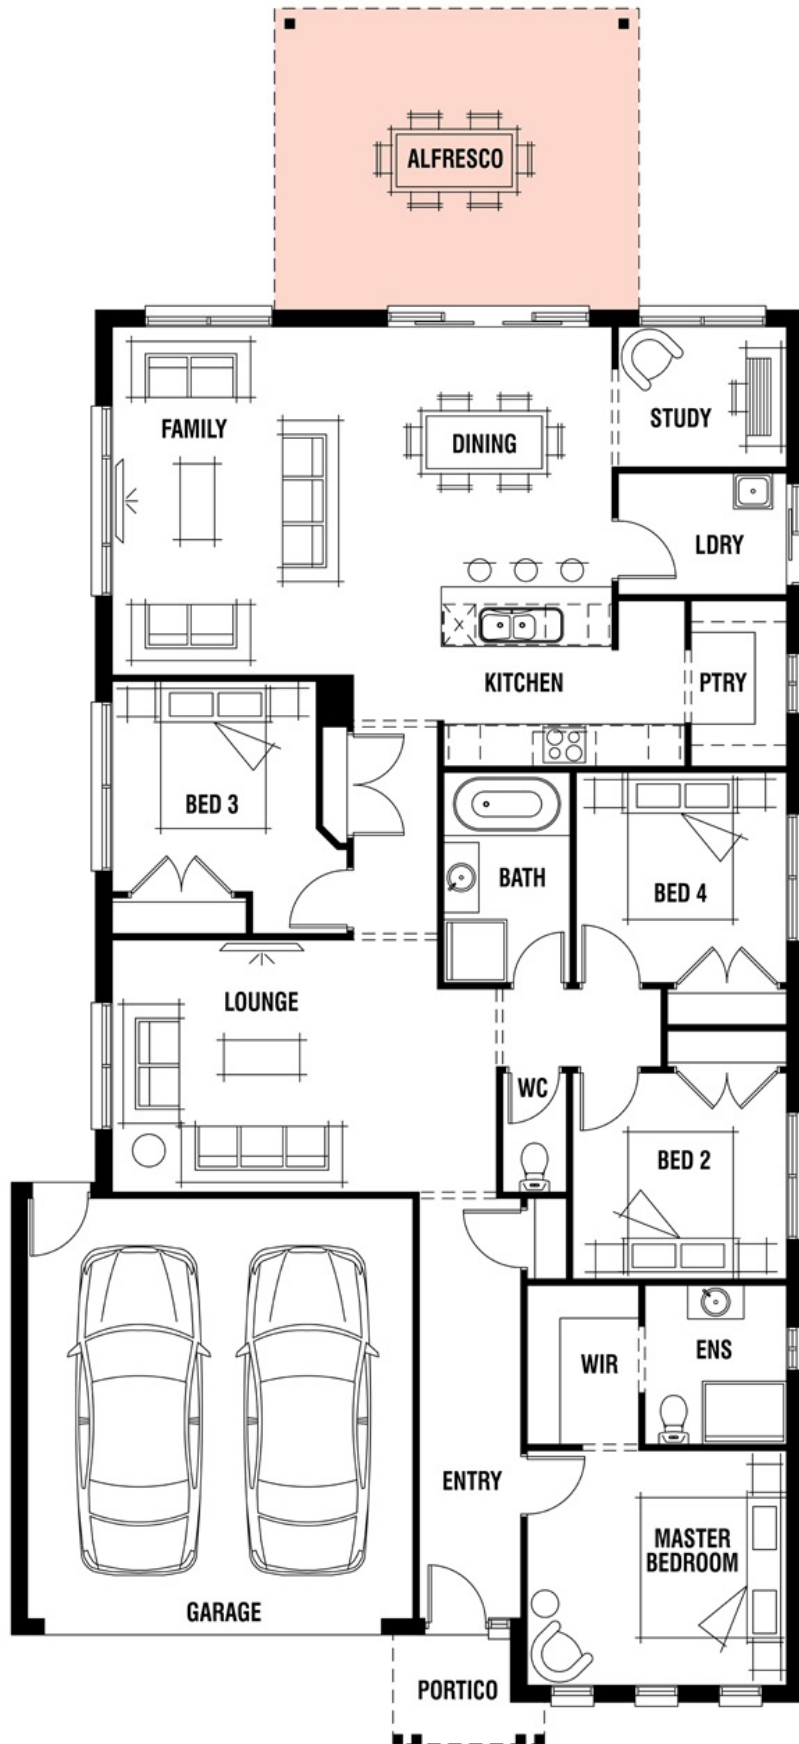 ALFRESCO
FAMILY
DINING
STUDY
LDRY
KITCHEN
PTRY
BED 3
BATH
BED 4
LOUNGE
WC
BED 2
WIR
ENS
ENTRY
MASTER
BEDROOM
GARAGE
PORTICO